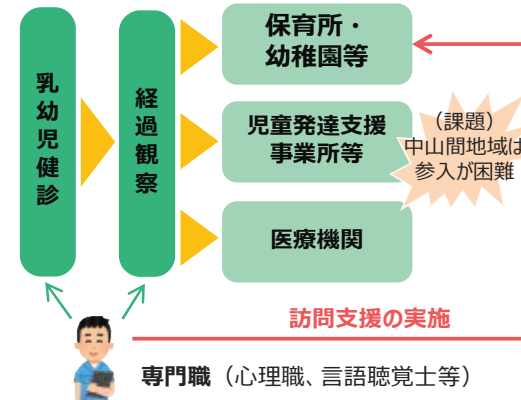 乳幼児健診
経過観察
保育所・
幼稚園等
児童発達支援
事業所等
（課題）
中山間地域は
参入が困難
医療機関
訪問支援の実施
専門職（心理職、言語聴覚士等）